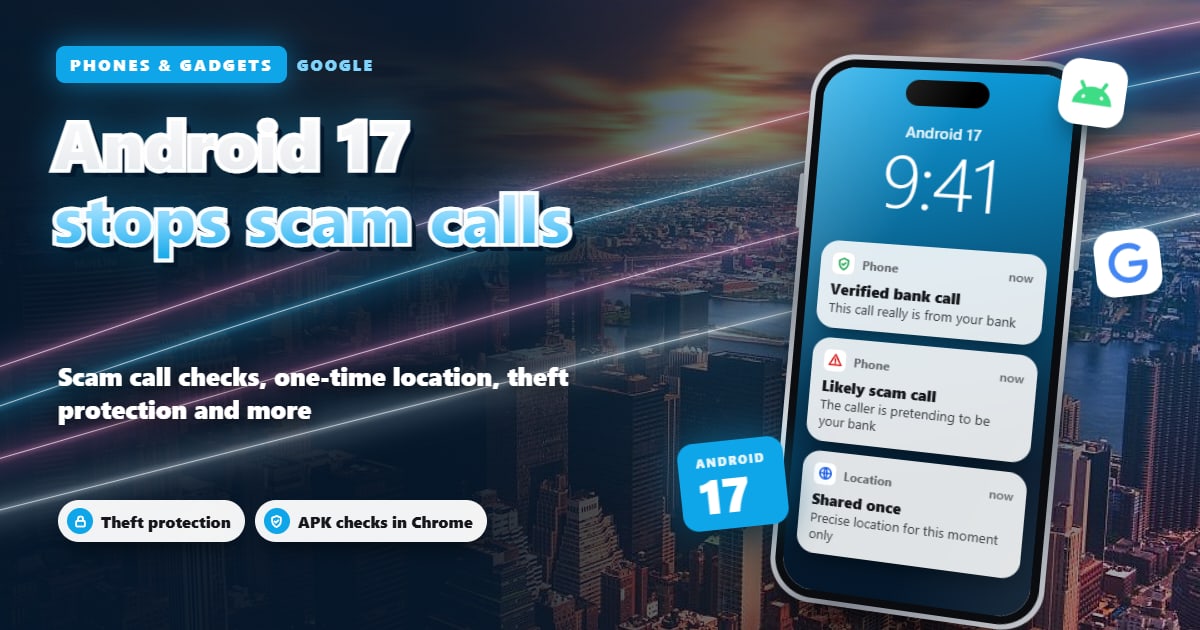 PHONES & GADGETS
GOOGLE
Android 17
stops scam calls
Scam call checks, one-time location, theft
protection and more
Theft protection
APK checks in Chrome
ANDROID
17
Android 17
9:41
Phone
now
Verified bank call
This call really is from your bank
Phone
now
Likely scam call
The caller is pretending to be
your bank
Location
now
Shared once
Precise location for this moment
only
G